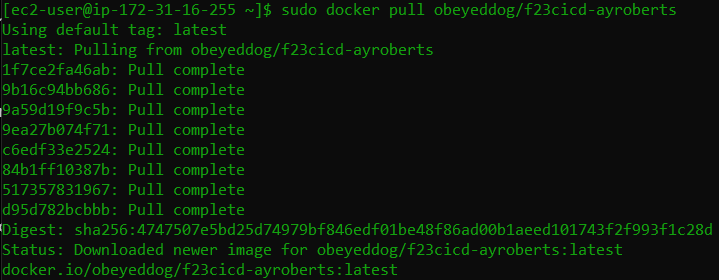 [ec2-user@ip-172-31-16-255 ~]$ sudo docker pull obeyeddog/f23cicd-ayroberts
Using default tag: latest
latest: Pulling from obeyeddog/f23cicd-ayroberts
1f7ce2fa46ab: Pull complete
9b16c94bb686: Pull complete
9a59d19f9c5b: Pull complete
9ea27b074f71: Pull complete
c6edf33e2524: Pull complete
84b1ff10387b: Pull complete
517357831967: Pull complete
d95d782bcbbb: Pull complete
Digest: sha256:4747507e5bd25d74979bf846edf01be48f86ad00b1aeed101743f2f993f1c28d
Status: Downloaded newer image for obeyeddog/f23cicd-ayroberts:latest
docker.io/obeyeddog/f23cicd-ayroberts:latest